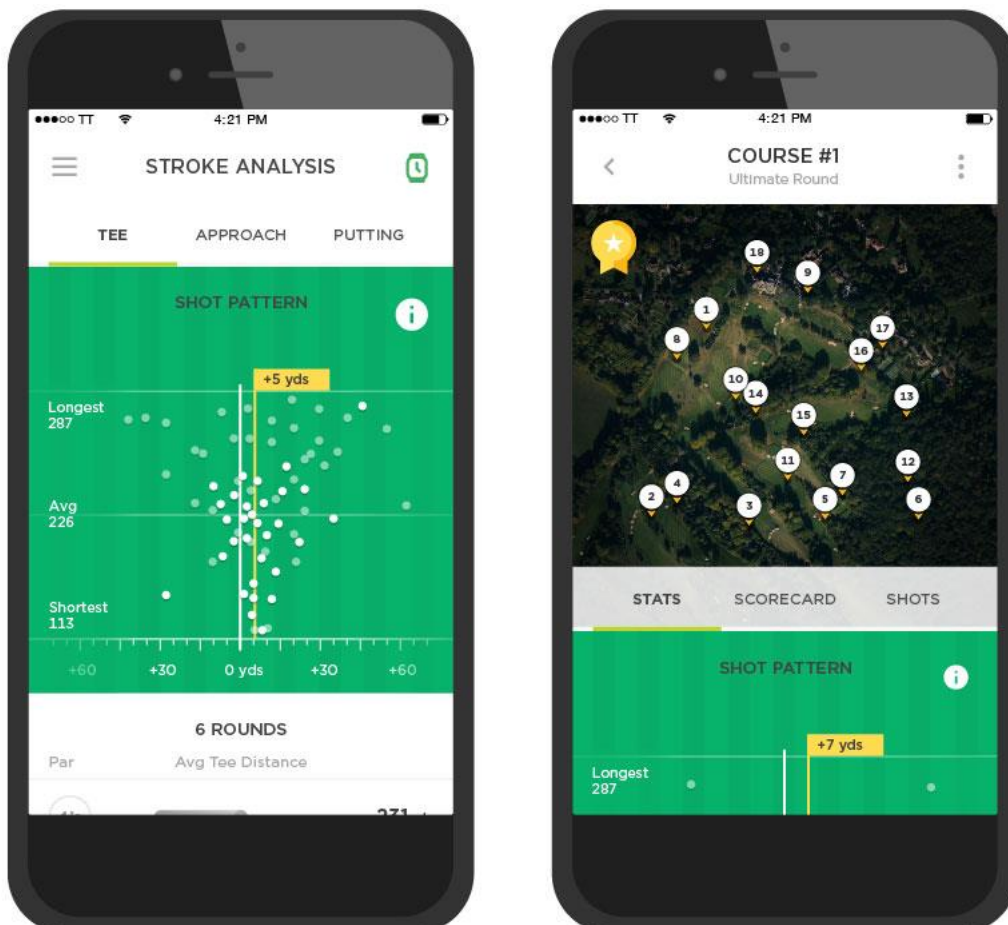 ●●●○○ TT
4:21 PM
STROKE ANALYSIS
TEE
APPROACH
PUTTING
SHOT PATTERN
i
+5 yds
Longest
287
Avg
226
Shortest
113
+60
+30
0 yds
+30
+60
6 ROUNDS
Par
Avg Tee Distance
231
●●●○○ TT
4:21 PM
COURSE #1
Ultimate Round
18
9
1
17
8
16
10
14
13
15
11
12
7
4
2
5
6
3
STATS
SCORECARD
SHOTS
SHOT PATTERN
i
+7 yds
Longest
287